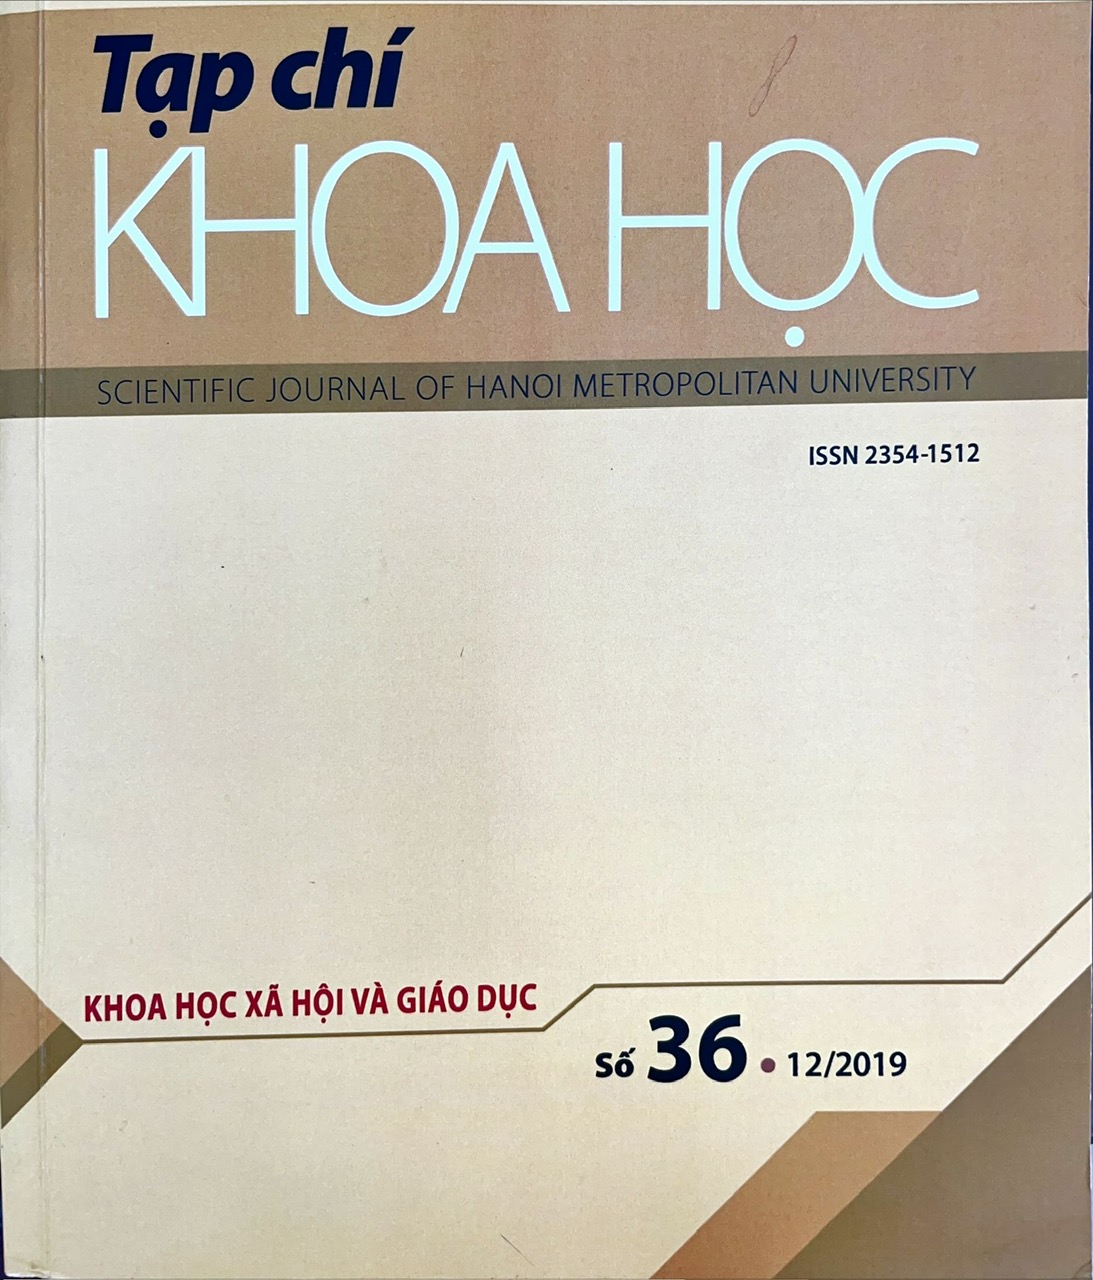 Tạp chí
KHOA HỌC
SCIENTIFIC JOURNAL OF HANOI METROPOLITAN UNIVERSITY
ISSN 2354-1512
KHOA HỌC XÃ HỘI VÀ GIÁO DỤC
Số 36 • 12/2019